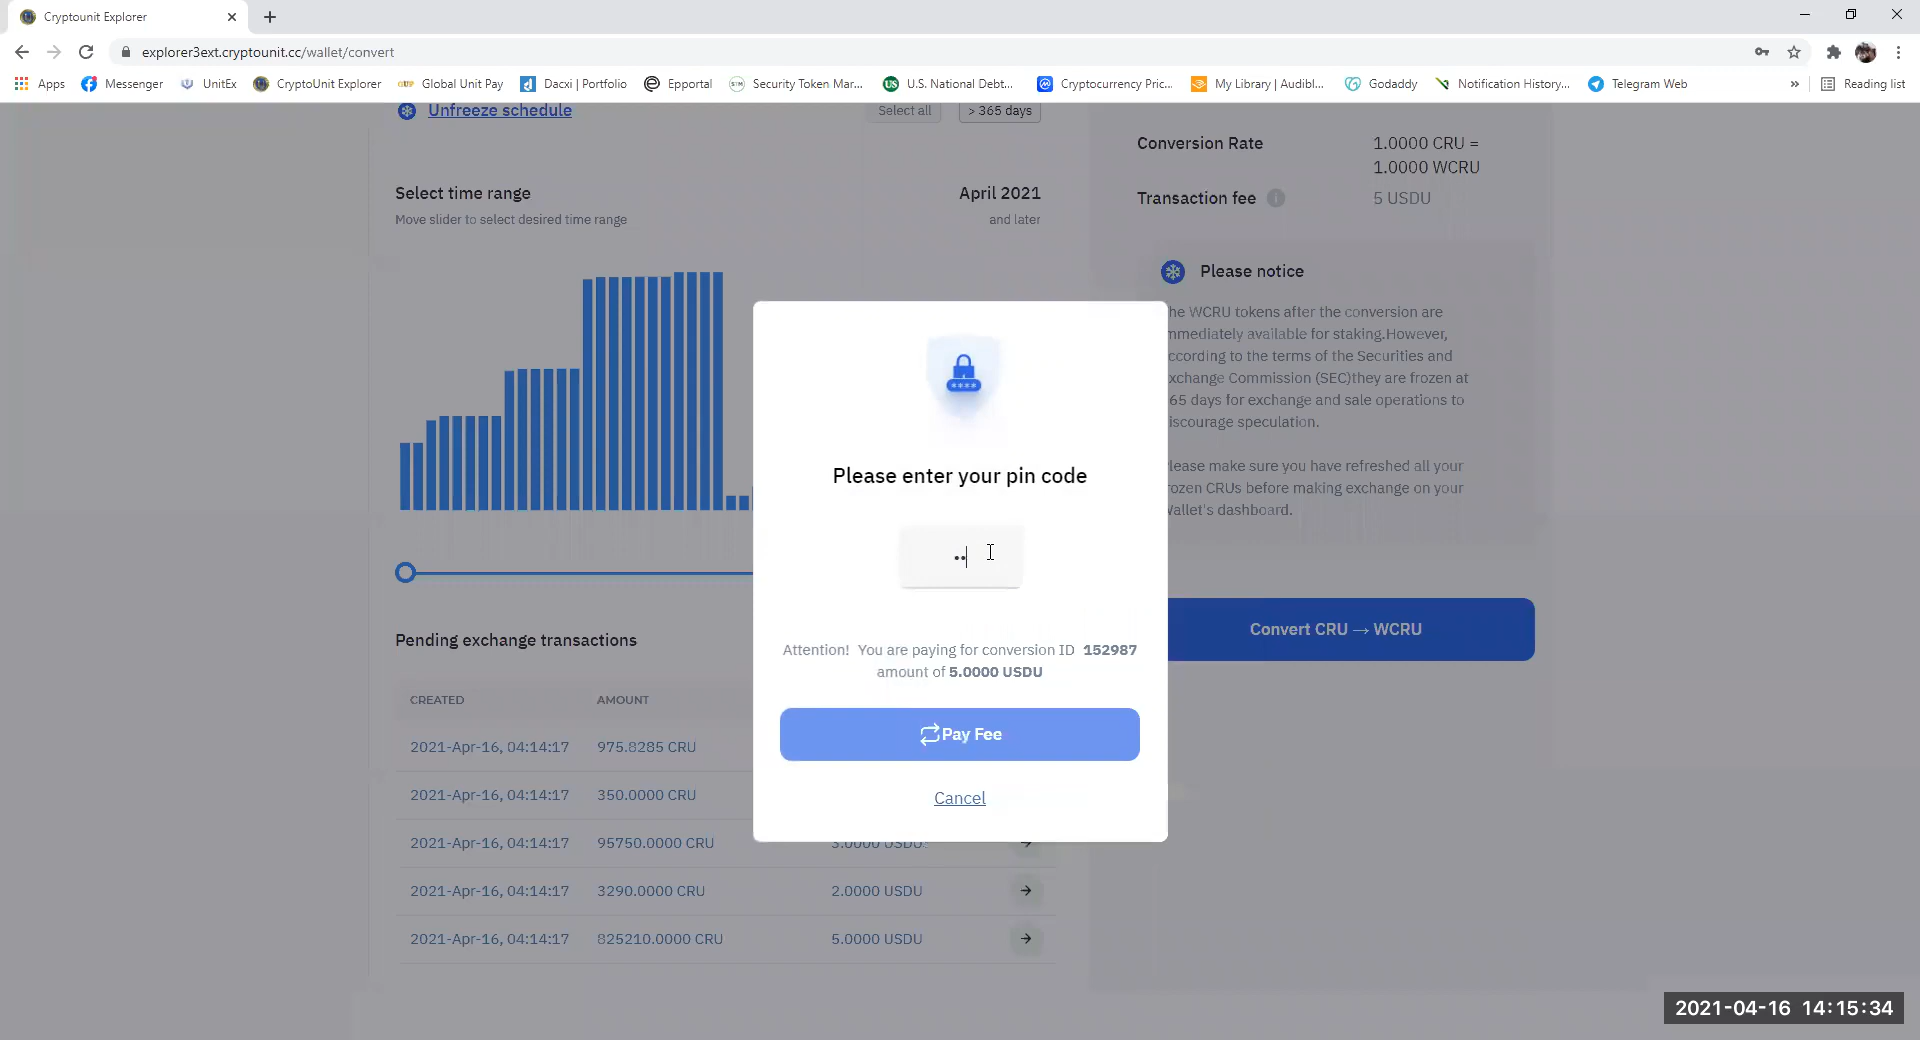 Cryptounit Explorer
explorer3ext.cryptounit.cc/wallet/convert
Apps Messenger UnitEx CryptoUnit Explorer Global Unit Pay Dacxi | Portfolio Epportal Security Token Mar... U.S. National Debt... Cryptocurrency Pric... My Library | Audibl... Godaddy Notification History... Telegram Web » Reading list
Unfreeze schedule
Select all
> 365 days
Select time range
April 2021
Move slider to select desired time range
and later
Conversion Rate
1.0000 CRU =
1.0000 WCRU
Transaction fee
5 USDU
Please notice
he WCRU tokens after the conversion are
mmediately available for staking.However,
ccording to the terms of the Securities and
xchange Commission (SEC)they are frozen at
65 days for exchange and sale operations to
iscourage speculation.
lease make sure you have refreshed all your
rozen CRUs before making exchange on your
Wallet's dashboard.
Convert CRU → WCRU
Please enter your pin code
Attention! You are paying for conversion ID 152987
amount of 5.0000 USDU
Pay Fee
Cancel
Pending exchange transactions
CREATED AMOUNT
2021-Apr-16, 04:14:17 975.8285 CRU
2021-Apr-16, 04:14:17 350.0000 CRU
2021-Apr-16, 04:14:17 95750.0000 CRU 3.0000 USDU
2021-Apr-16, 04:14:17 3290.0000 CRU 2.0000 USDU →
2021-Apr-16, 04:14:17 825210.0000 CRU 5.0000 USDU →
2021-04-16 14:15:34